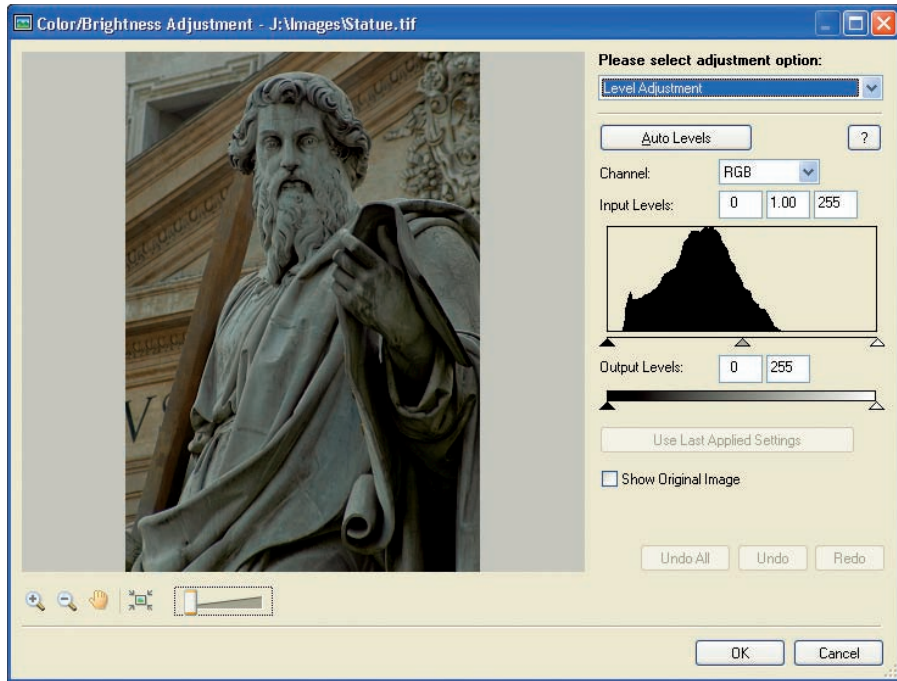 Color/Brightness Adjustment - J:\Images\Statue.tif
Please select adjustment option:
Level Adjustment
Auto Levels
?
Channel: RGB
Input Levels: 0 1.00 255
Output Levels: 0 255
Use Last Applied Settings
Show Original Image
Undo All Undo Redo
OK Cancel